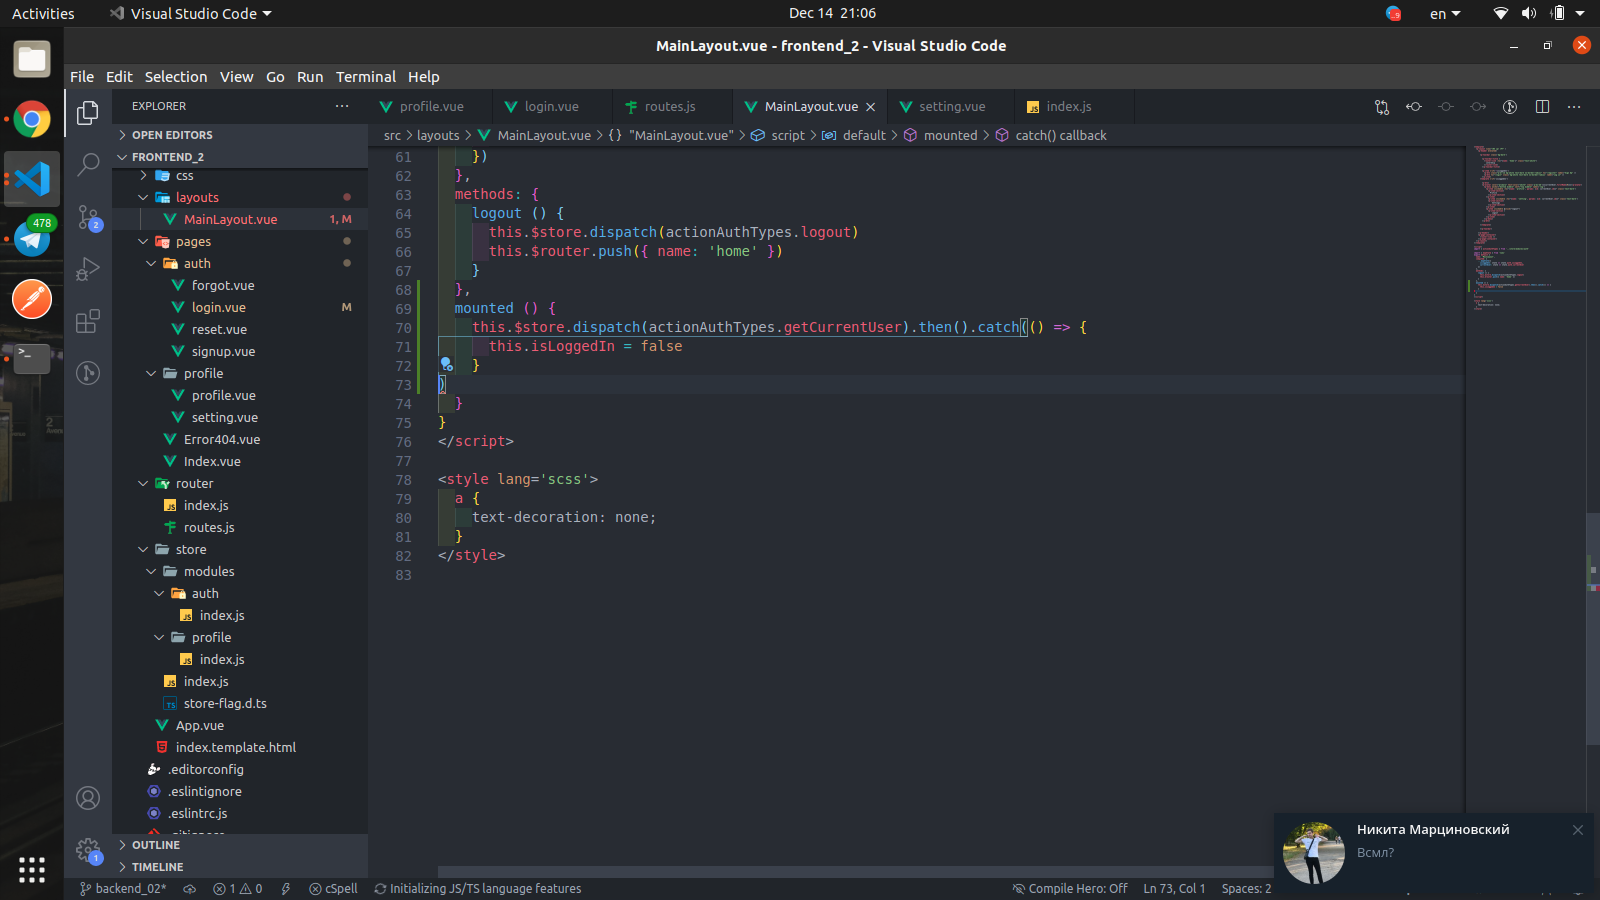 Activities
Visual Studio Code
Dec 14 21:06
en
MainLayout.vue - frontend_2 - Visual Studio Code
File Edit Selection View Go Run Terminal Help
EXPLORER
profile.vue
login.vue
routes.js
MainLayout.vue
setting.vue
index.js
src > layouts > MainLayout.vue > {} "MainLayout.vue" > script > default > mounted > catch() callback
OPEN EDITORS
FRONTEND_2
css
layouts
MainLayout.vue 1, M
pages
auth
forgot.vue
login.vue M
reset.vue
signup.vue
profile
profile.vue
setting.vue
Error404.vue
Index.vue
router
index.js
routes.js
store
modules
auth
index.js
profile
index.js
index.js
store-flag.d.ts
App.vue
index.template.html
.editorconfig
.eslintignore
.eslintrc.js
OUTLINE
TIMELINE
478
2
1
61 })
62 },
63 methods: {
64 logout () {
65 this.$store.dispatch(actionAuthTypes.logout)
66 this.$router.push({ name: 'home' })
67 }
68 },
69 mounted () {
70 this.$store.dispatch(actionAuthTypes.getCurrentUser).then().catch(() => {
71 this.isLoggedIn = false
72 }
73 )
74 }
75 }
76 </script>
77
78 <style lang='scss'>
79 a {
80 text-decoration: none;
81 }
82 </style>
83
Никита Марциновский
Всмл?
backend_02*
1 0
cSpell
Initializing JS/TS language features
Compile Hero: Off
Ln 73, Col 1
Spaces: 2